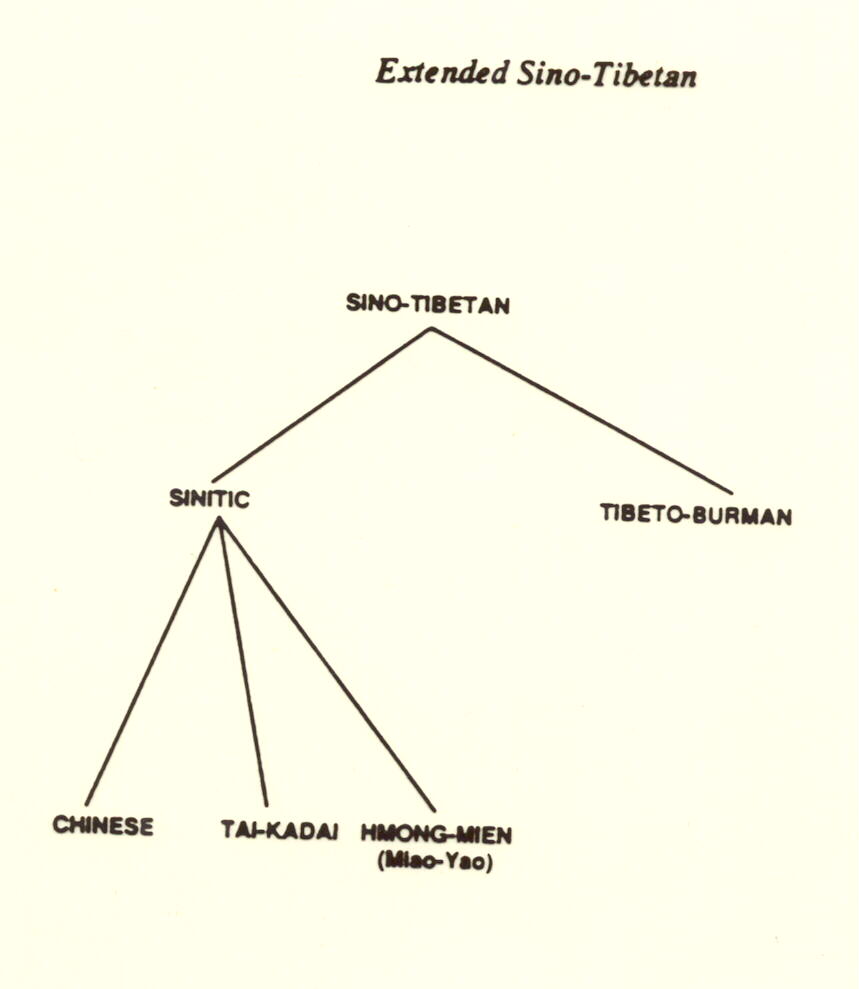 Extended Sino-Tibetan
SINO-TIBETAN
SINITIC
TIBETO-BURMAN
CHINESE
TAI-KADAI
HMONG-MIEN
(Miao-Yao)